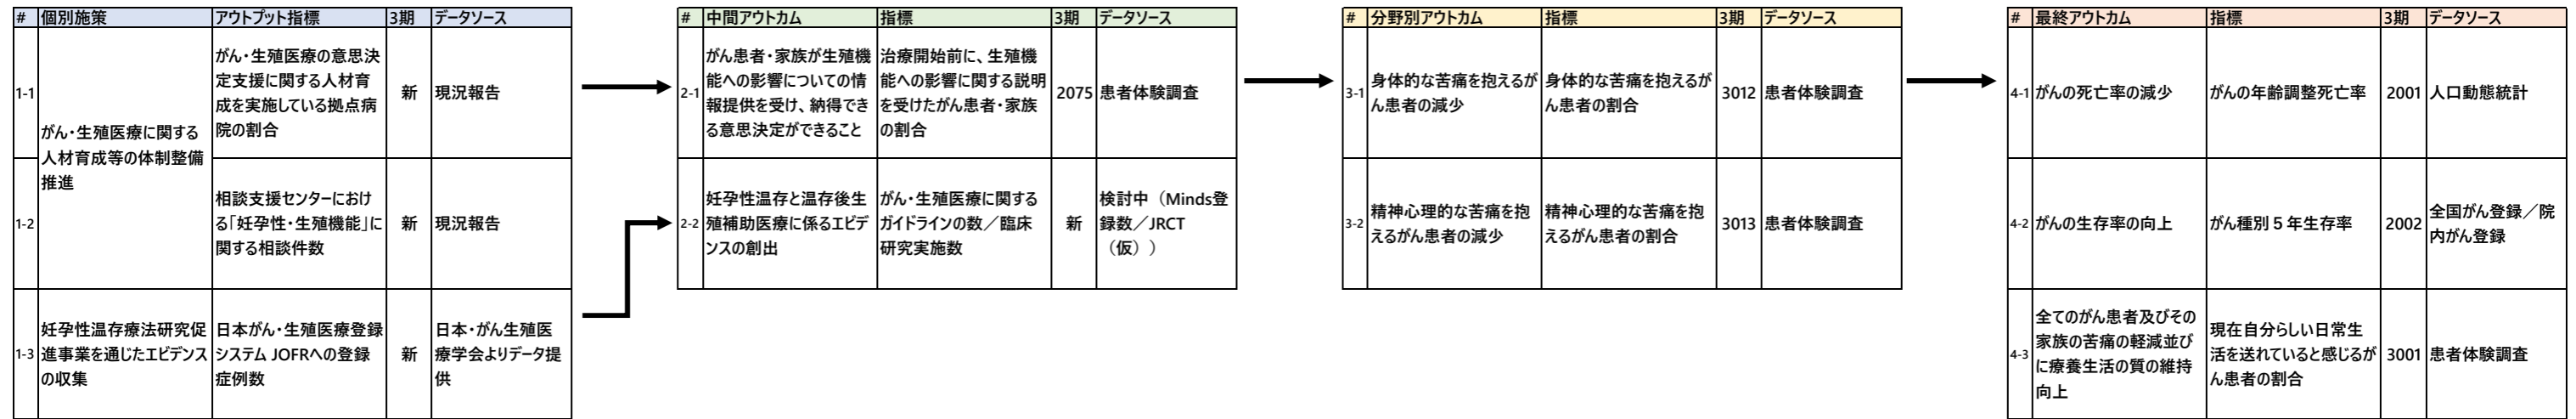 # 個別施策 アウトプット指標 3期 データソース
1-1
がん・生殖医療に関する
人材育成等の体制整備
推進
がん・生殖医療の意思決
定支援に関する人材育
成を実施している拠点病
院の割合
新
現況報告
1-2
相談支援センターにおけ
る「妊孕性・生殖機能」に
関する相談件数
新
現況報告
1-3
妊孕性温存療法研究促
進事業を通じたエビデンス
の収集
日本がん・生殖医療登録
システム JOFRへの登録
症例数
新
日本・がん生殖医
療学会よりデータ提
供
# 中間アウトカム 指標 3期 データソース
2-1
がん患者・家族が生殖機
能への影響についての情
報提供を受け、納得でき
る意思決定ができること
治療開始前に、生殖機
能への影響に関する説明
を受けたがん患者・家族
の割合
2075
患者体験調査
2-2
妊孕性温存と温存後生
殖補助医療に係るエビデ
ンスの創出
がん・生殖医療に関する
ガイドラインの数／臨床
研究実施数
新
検討中（Minds登
録数／JRCT
（仮））
# 分野別アウトカム 指標 3期 データソース
3-1
身体的な苦痛を抱えるが
ん患者の減少
身体的な苦痛を抱えるが
ん患者の割合
3012
患者体験調査
3-2
精神心理的な苦痛を抱
えるがん患者の減少
精神心理的な苦痛を抱
えるがん患者の割合
3013
患者体験調査
# 最終アウトカム 指標 3期 データソース
4-1
がんの死亡率の減少
がんの年齢調整死亡率
2001
人口動態統計
4-2
がんの生存率の向上
がん種別５年生存率
2002
全国がん登録／院
内がん登録
4-3
全てのがん患者及びその
家族の苦痛の軽減並び
に療養生活の質の維持
向上
現在自分らしい日常生
活を送れていると感じるが
ん患者の割合
3001
患者体験調査